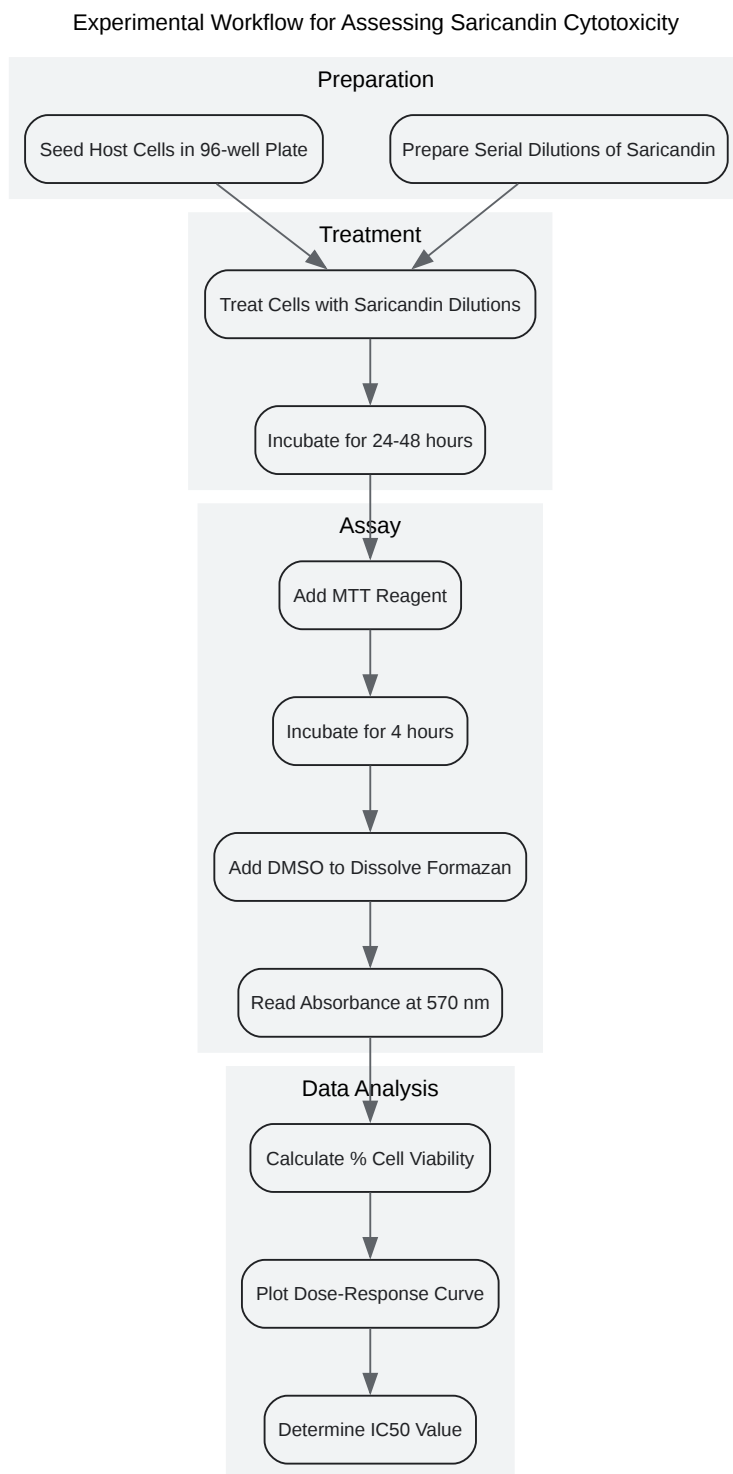 Experimental Workflow for Assessing Saricandin Cytotoxicity
Preparation
Seed Host Cells in 96-well Plate
Prepare Serial Dilutions of Saricandin
Treatment
Treat Cells with Saricandin Dilutions
Incubate for 24-48 hours
Assay
Add MTT Reagent
Incubate for 4 hours
Add DMSO to Dissolve Formazan
Read Absorbance at 570 nm
Data Analysis
Calculate % Cell Viability
Plot Dose-Response Curve
Determine IC50 Value